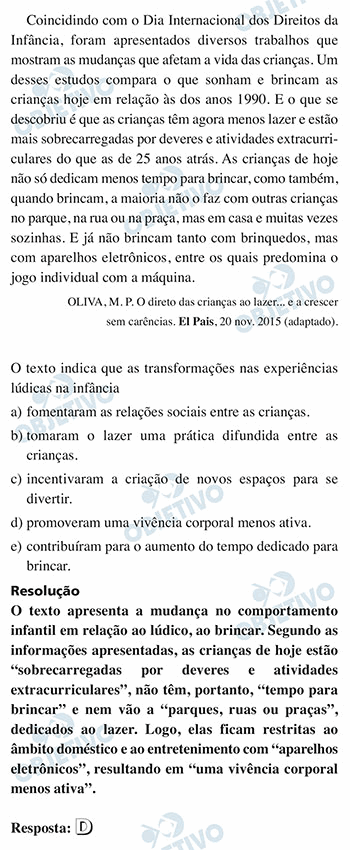 Coincidindo com o Dia Internacional dos Direitos da
Infância, foram apresentados diversos trabalhos que
mostram as mudanças que afetam a vida das crianças. Um
desses estudos compara o que sonham e brincam as
crianças hoje em relação às dos anos 1990. E o que se
descobriu é que as crianças têm agora menos lazer e estão
mais sobrecarregadas por deveres e atividades extracurri-
culares do que as de 25 anos atrás. As crianças de hoje
não só dedicam menos tempo para brincar, como também,
quando brincam, a maioria não o faz com outras crianças
no parque, na rua ou na praça, mas em casa e muitas vezes
sozinhas. E já não brincam tanto com brinquedos, mas
com aparelhos eletrônicos, entre os quais predomina o
jogo individual com a máquina.
OLIVA, M. P. O direto das crianças ao lazer... e a crescer
sem carências. El Pais, 20 nov. 2015 (adaptado).
O texto indica que as transformações nas experiências
lúdicas na infância
a) fomentaram as relações sociais entre as crianças.
b) tomaram o lazer uma prática difundida entre as
crianças.
c) incentivaram a criação de novos espaços para se
divertir.
d) promoveram uma vivência corporal menos ativa.
e) contribuíram para o aumento do tempo dedicado para
brincar.
Resolução
O texto apresenta a mudança no comportamento
infantil em relação ao lúdico, ao brincar. Segundo as
informações apresentadas, as crianças de hoje estão
“sobrecarregadas por deveres e atividades
extracurriculares”, não têm, portanto, “tempo para
brincar” e nem vão a “parques, ruas ou praças”,
dedicados ao lazer. Logo, elas ficam restritas ao
âmbito doméstico e ao entretenimento com “aparelhos
eletrônicos”, resultando em “uma vivência corporal
menos ativa”.
Resposta: D
OBJETIVO